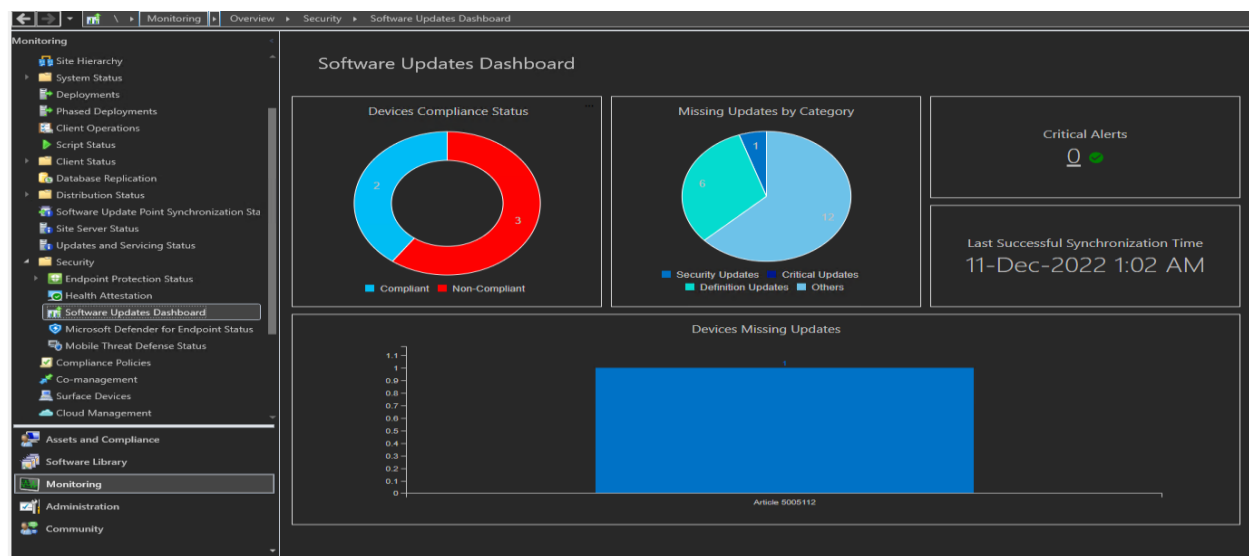 \ Monitoring Overview Security Software Updates Dashboard
Monitoring
Site Hierarchy
System Status
Deployments
Phased Deployments
Client Operations
Script Status
Client Status
Database Replication
Distribution Status
Software Update Point Synchronization Sta
Site Server Status
Updates and Servicing Status
Security
Endpoint Protection Status
Health Attestation
Software Updates Dashboard
Microsoft Defender for Endpoint Status
Mobile Threat Defense Status
Compliance Policies
Co-management
Surface Devices
Cloud Management
Assets and Compliance
Software Library
Monitoring
Administration
Community
Software Updates Dashboard
Devices Compliance Status
...
2
3
Compliant Non-Compliant
Missing Updates by Category
1
6
12
Security Updates Critical Updates
Definition Updates Others
Critical Alerts
0
Last Successful Synchronization Time
11-Dec-2022 1:02 AM
Devices Missing Updates
1
1.1
1
0.9
0.8
0.7
0.6
0.5
0.4
0.3
0.2
0.1
0
Article 5005112